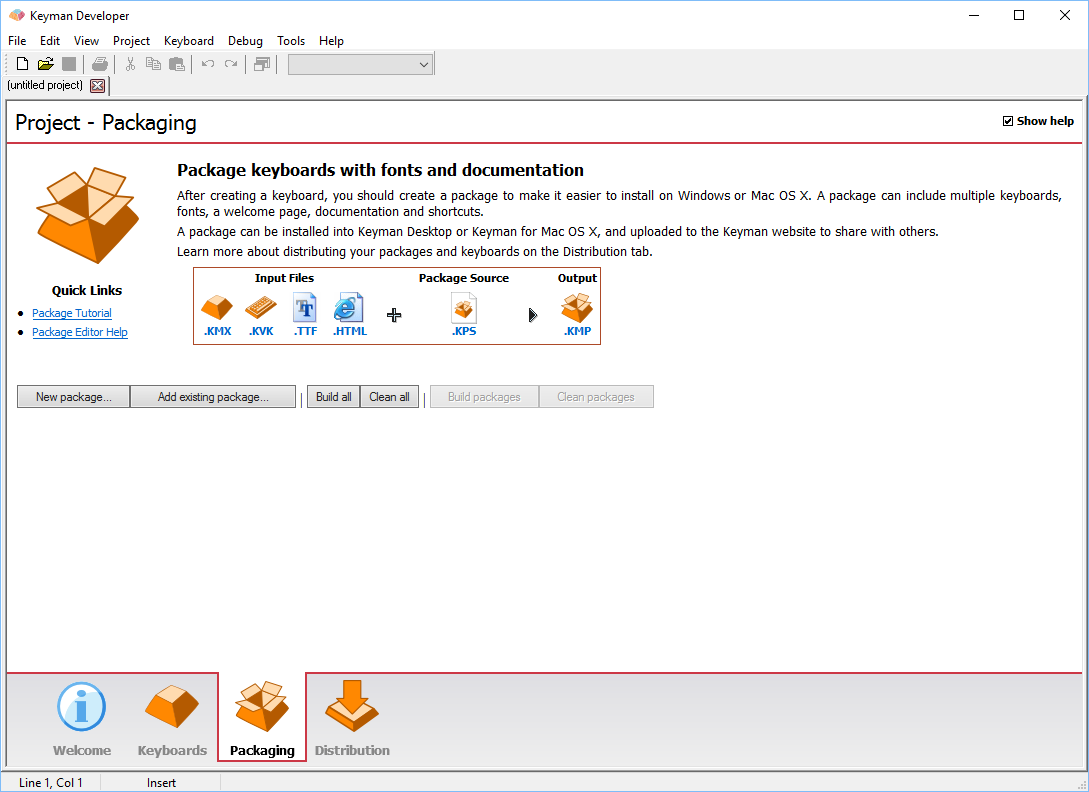 Keyman Developer
File Edit View Project Keyboard Debug Tools Help
(untitled project)
Project - Packaging
Show help
Package keyboards with fonts and documentation
After creating a keyboard, you should create a package to make it easier to install on Windows or Mac OS X. A package can include multiple keyboards,
fonts, a welcome page, documentation and shortcuts.
A package can be installed into Keyman Desktop or Keyman for Mac OS X, and uploaded to the Keyman website to share with others.
Learn more about distributing your packages and keyboards on the Distribution tab.
Quick Links
Package Tutorial
Package Editor Help
Input Files Package Source Output
.KMX .KVK .TTF .HTML .KPS .KMP
New package... Add existing package... Build all Clean all Build packages Clean packages
Welcome Keyboards Packaging Distribution
Line 1, Col 1 Insert